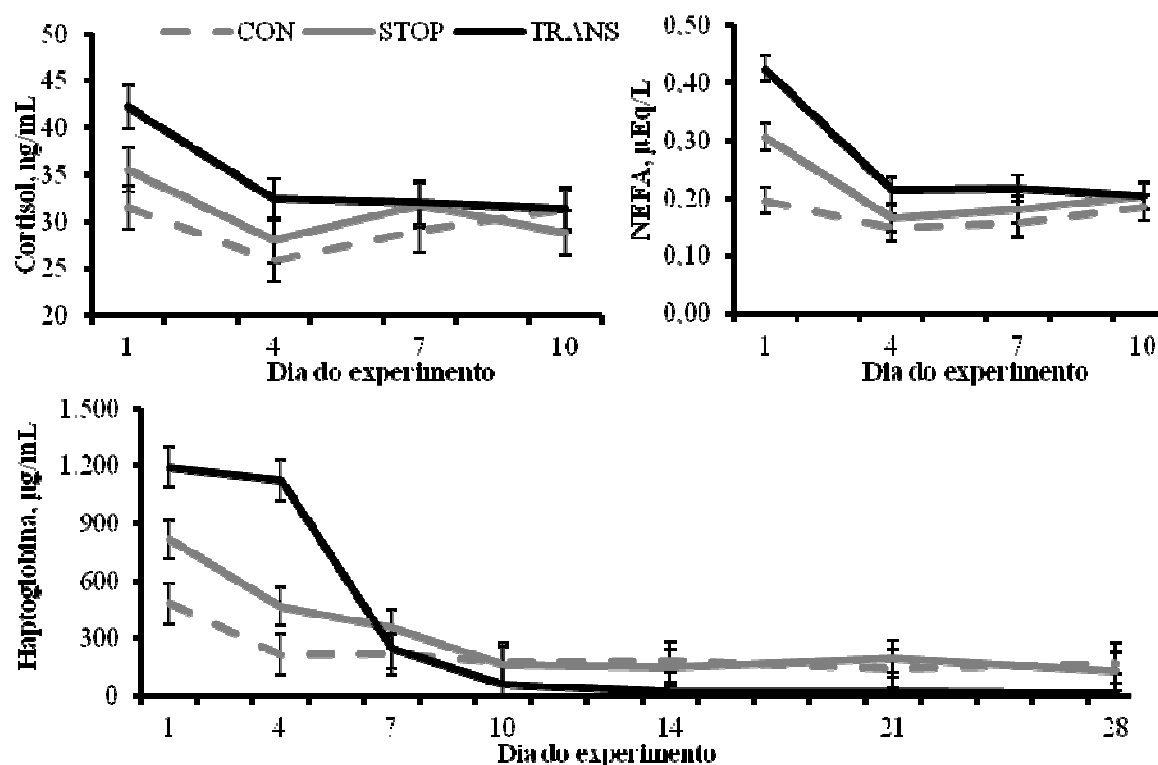 CON STOP TRANS
Cortisol, ng/mL
50
45
40
35
30
25
20
1 4 7 10
Dia do experimento
NEFA, µEq/L
0,50
0,40
0,30
0,20
0,10
0,00
1 4 7 10
Dia do experimento
Haptoglobina, µg/mL
1.500
1.200
900
600
300
0
1 4 7 10 14 21 28
Dia do experimento